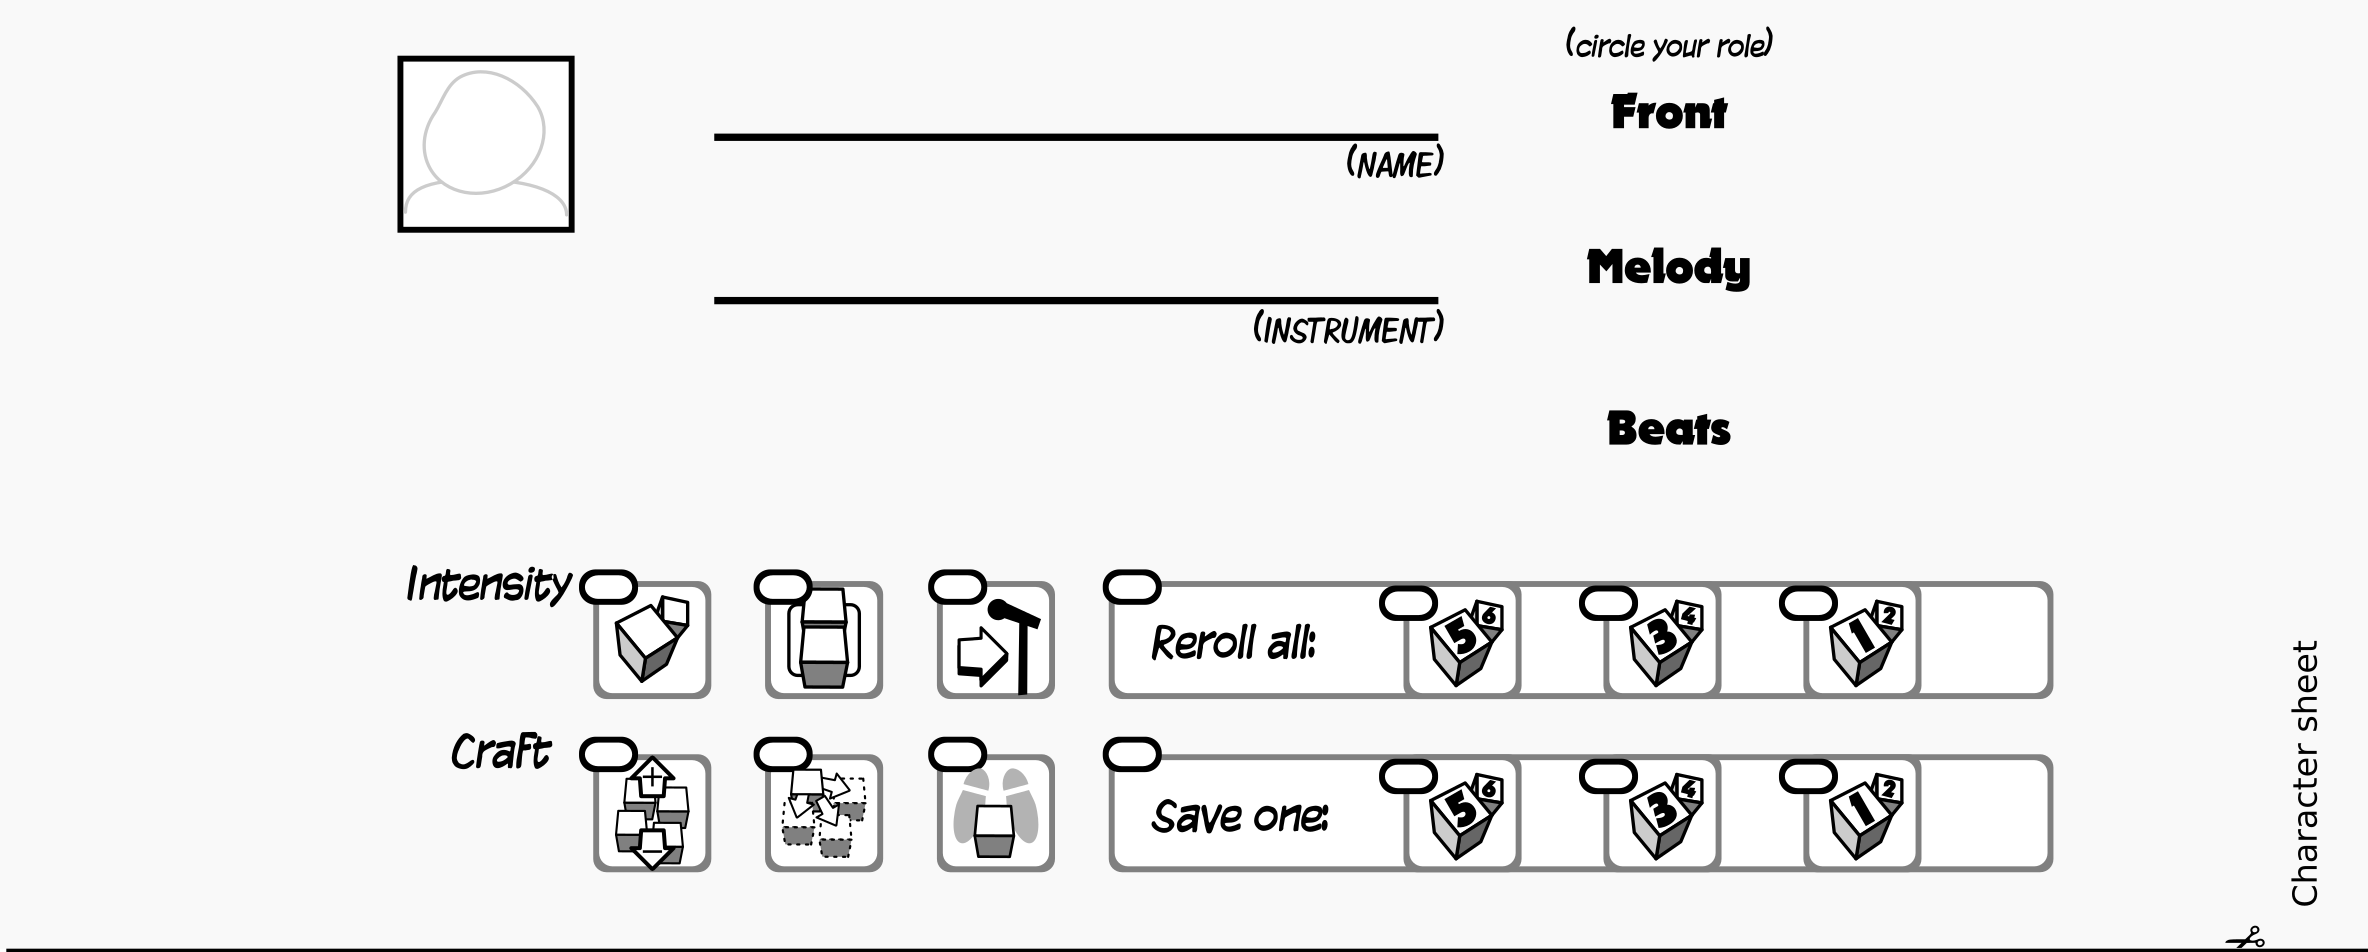 (circle your role)
Front
(NAME)
Melody
(INSTRUMENT)
Beats
Intensity
+
-
Reroll all: 5 6 3 4 1 2
Craft
Save one: 5 6 3 4 1 2
Character sheet